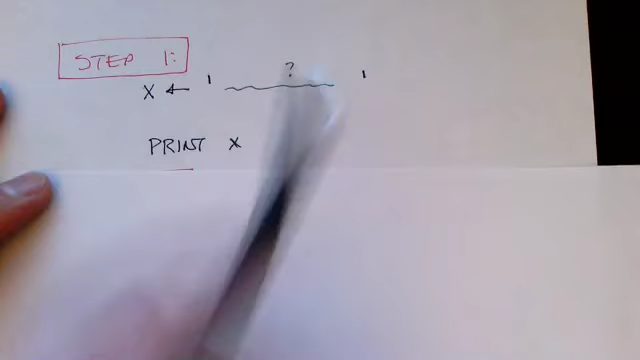 STEP 1:
?
X ← ' '
PRINT X